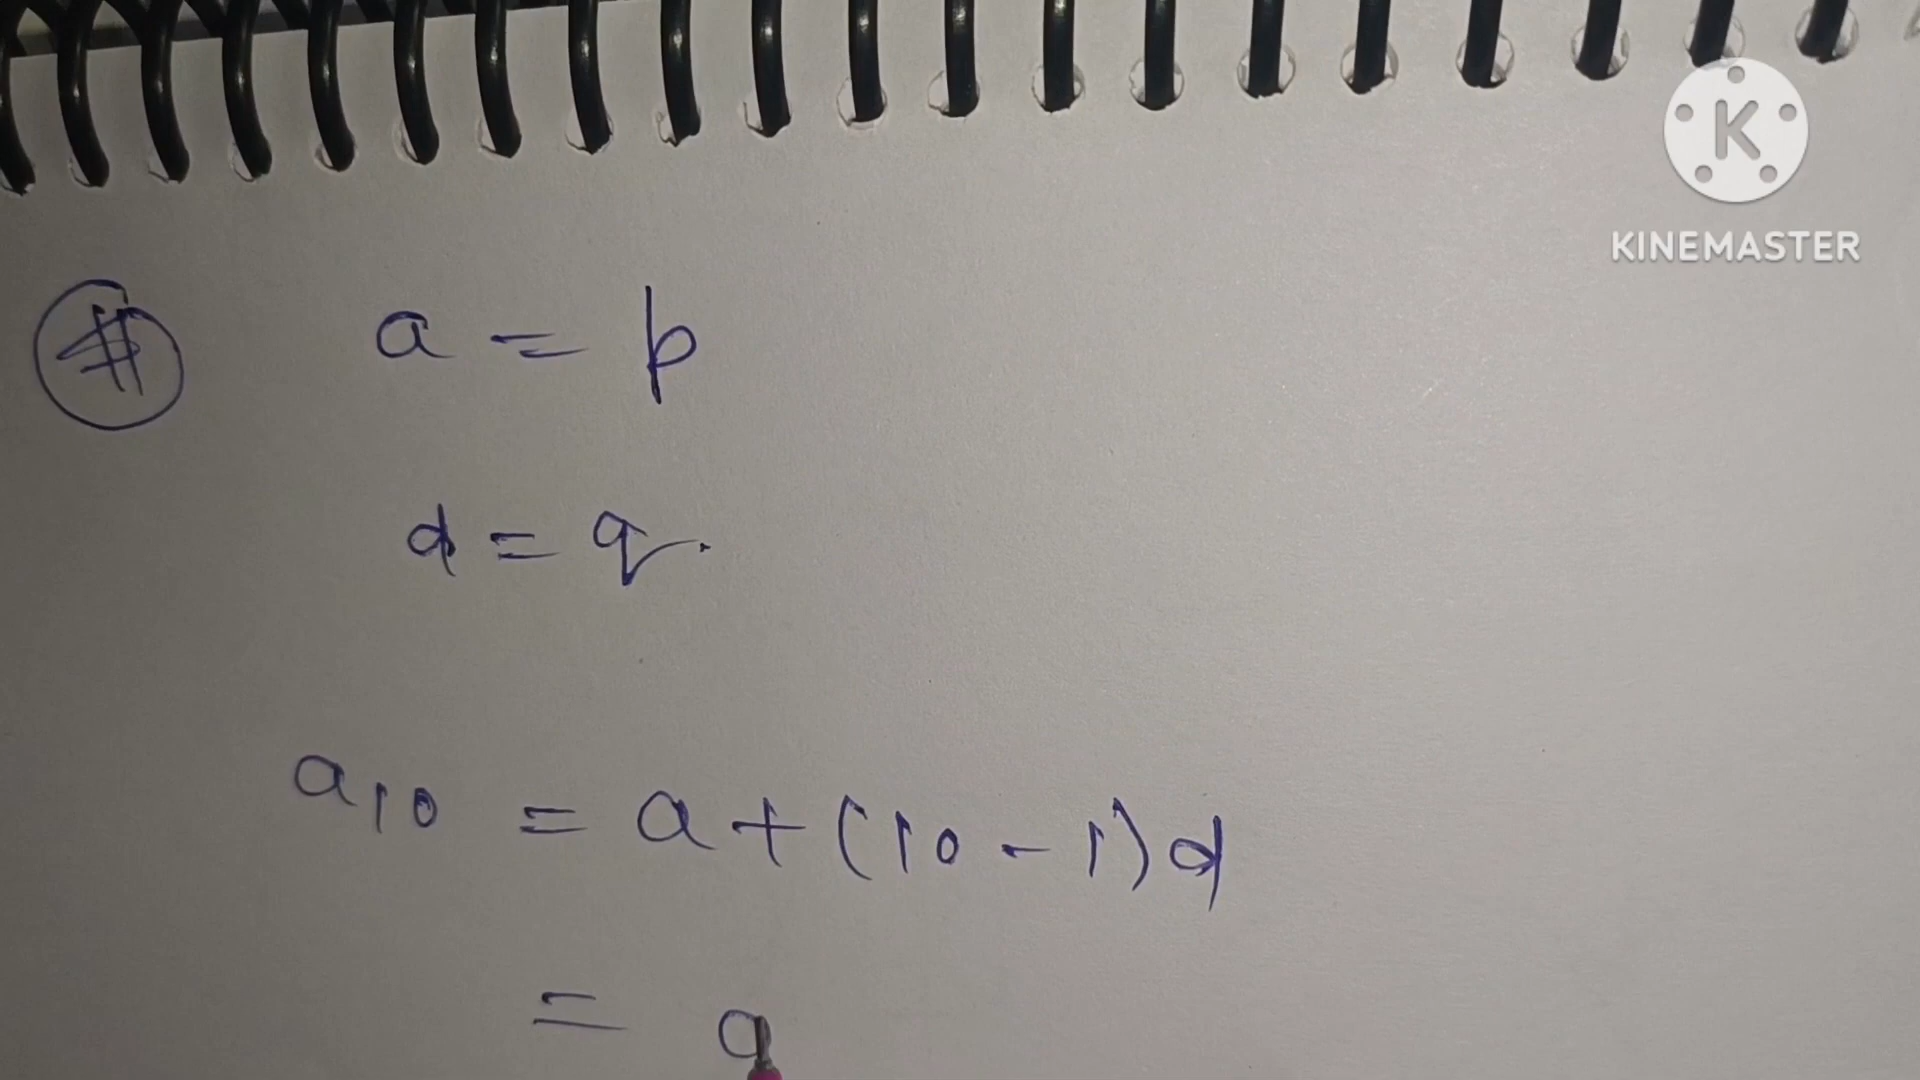 K
KINEMASTER
# a = p
d = q.
a₁₀ = a + (10 - 1) d
= a